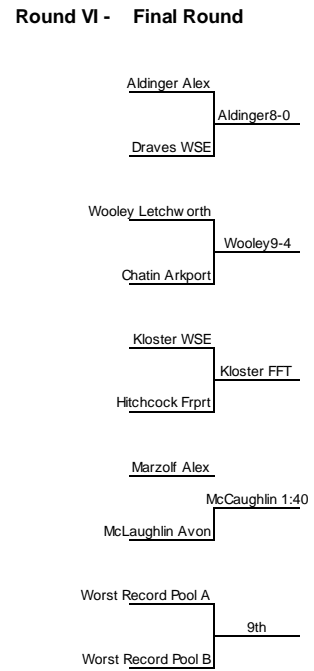 Round VI -    Final Round
Aldinger Alex
Aldinger8-0
Draves WSE
Wooley Letchworth
Wooley9-4
Chatin Arkport
Kloster WSE
Kloster FFT
Hitchcock Frprt
Marzolf Alex
McCaughlin 1:40
McLaughlin Avon
Worst Record Pool A
9th
Worst Record Pool B